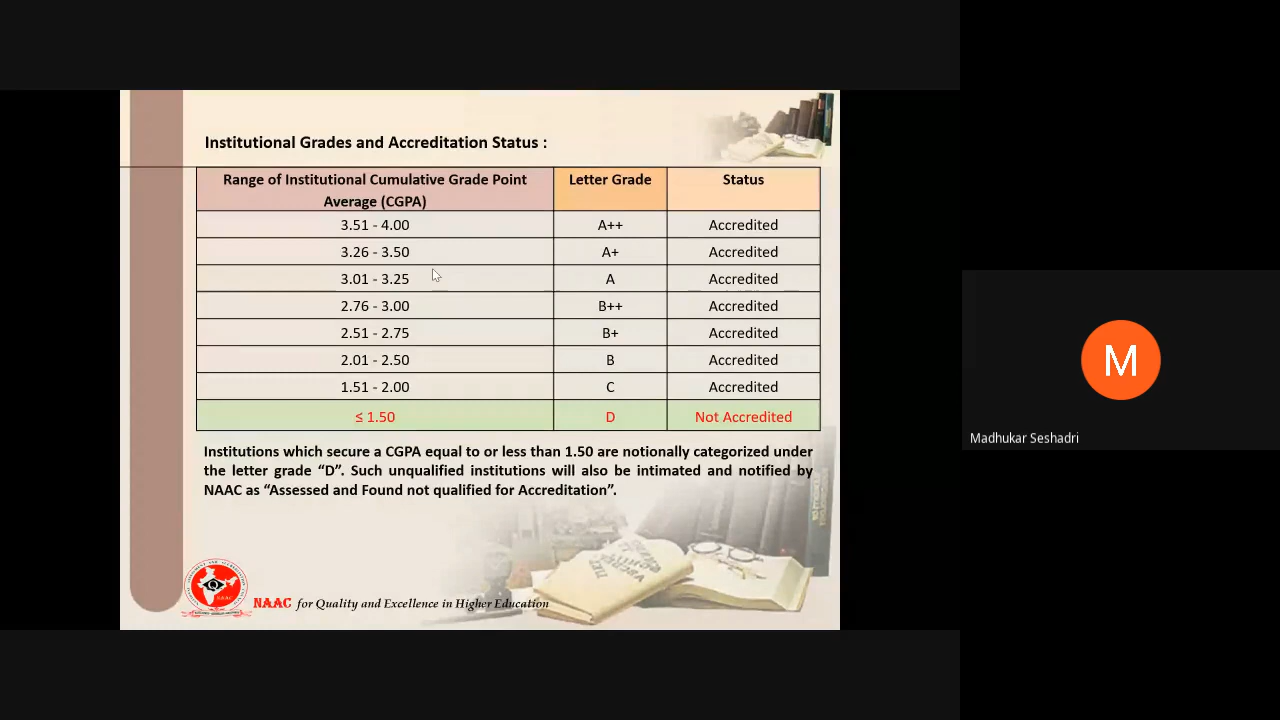 Institutional Grades and Accreditation Status :
Range of Institutional Cumulative Grade Point
Average (CGPA)
Letter Grade
Status
3.51 - 4.00 A++ Accredited
3.26 - 3.50 A+ Accredited
3.01 - 3.25 A Accredited
2.76 - 3.00 B++ Accredited
2.51 - 2.75 B+ Accredited
2.01 - 2.50 B Accredited
1.51 - 2.00 C Accredited
≤ 1.50 D Not Accredited
Institutions which secure a CGPA equal to or less than 1.50 are notionally categorized under
the letter grade “D”. Such unqualified institutions will also be intimated and notified by
NAAC as “Assessed and Found not qualified for Accreditation”.
NAAC
NAAC for Quality and Excellence in Higher Education
M
Madhukar Seshadri